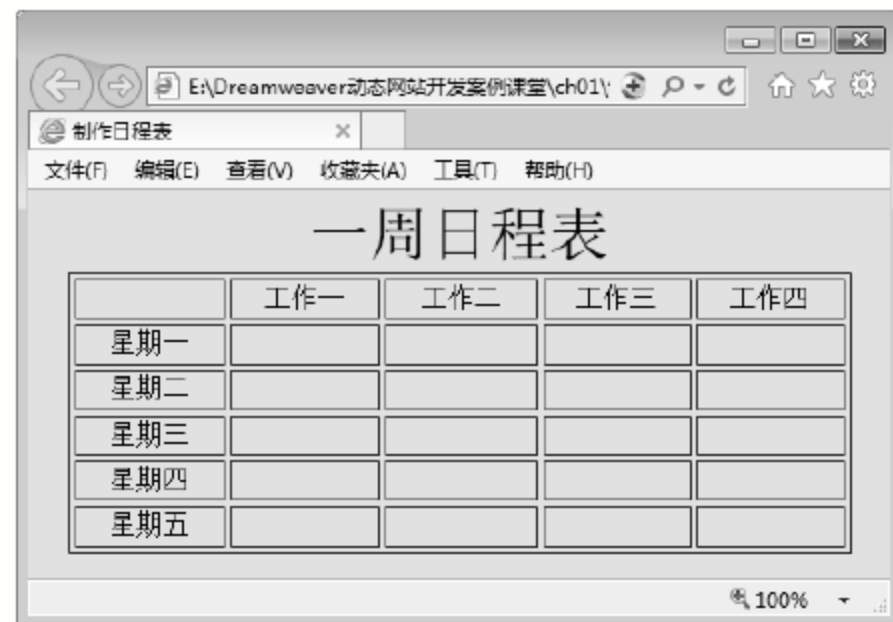 E:\Dreamweaver动态网站开发案例课堂\ch01\
制作日程表
文件(F) 编辑(E) 查看(V) 收藏夹(A) 工具(T) 帮助(H)
一周日程表
工作一 工作二 工作三 工作四
星期一
星期二
星期三
星期四
星期五
100%